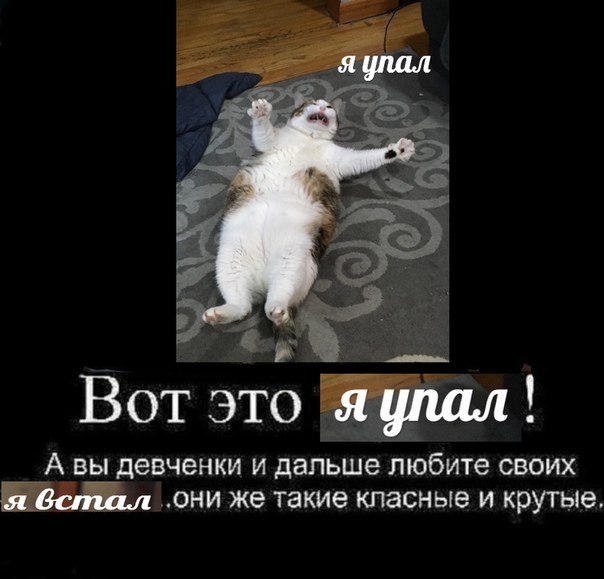 я упал
Вот это я упал!
А вы девченки и дальше любите своих
я встал..они же такие класные и крутые.